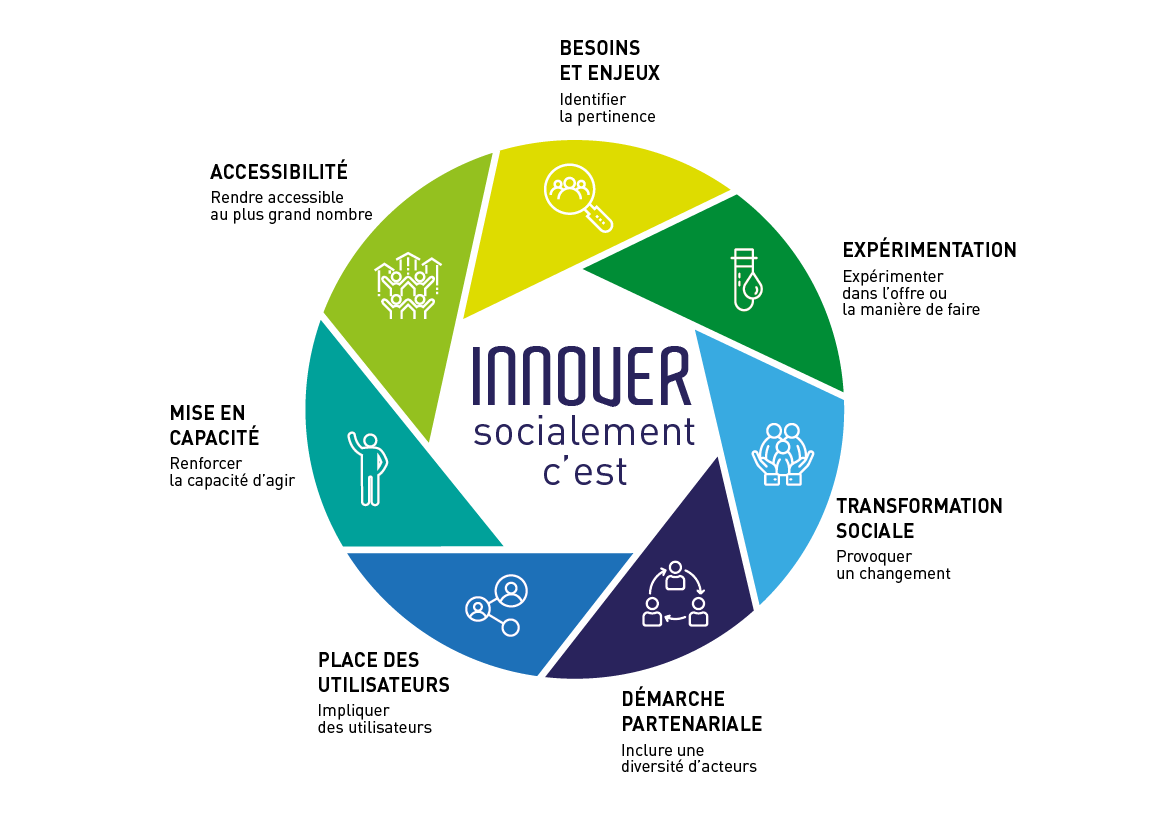 INNOVER
socialement
c'est
BESOINS
ET ENJEUX
Identifier
la pertinence
EXPÉRIMENTATION
Expérimenter
dans l'offre ou
la manière de faire
TRANSFORMATION
SOCIALE
Provoquer
un changement
DÉMARCHE
PARTENARIALE
Inclure une
diversité d'acteurs
PLACE DES
UTILISATEURS
Impliquer
des utilisateurs
MISE EN
CAPACITÉ
Renforcer
la capacité d'agir
ACCESSIBILITÉ
Rendre accessible
au plus grand nombre